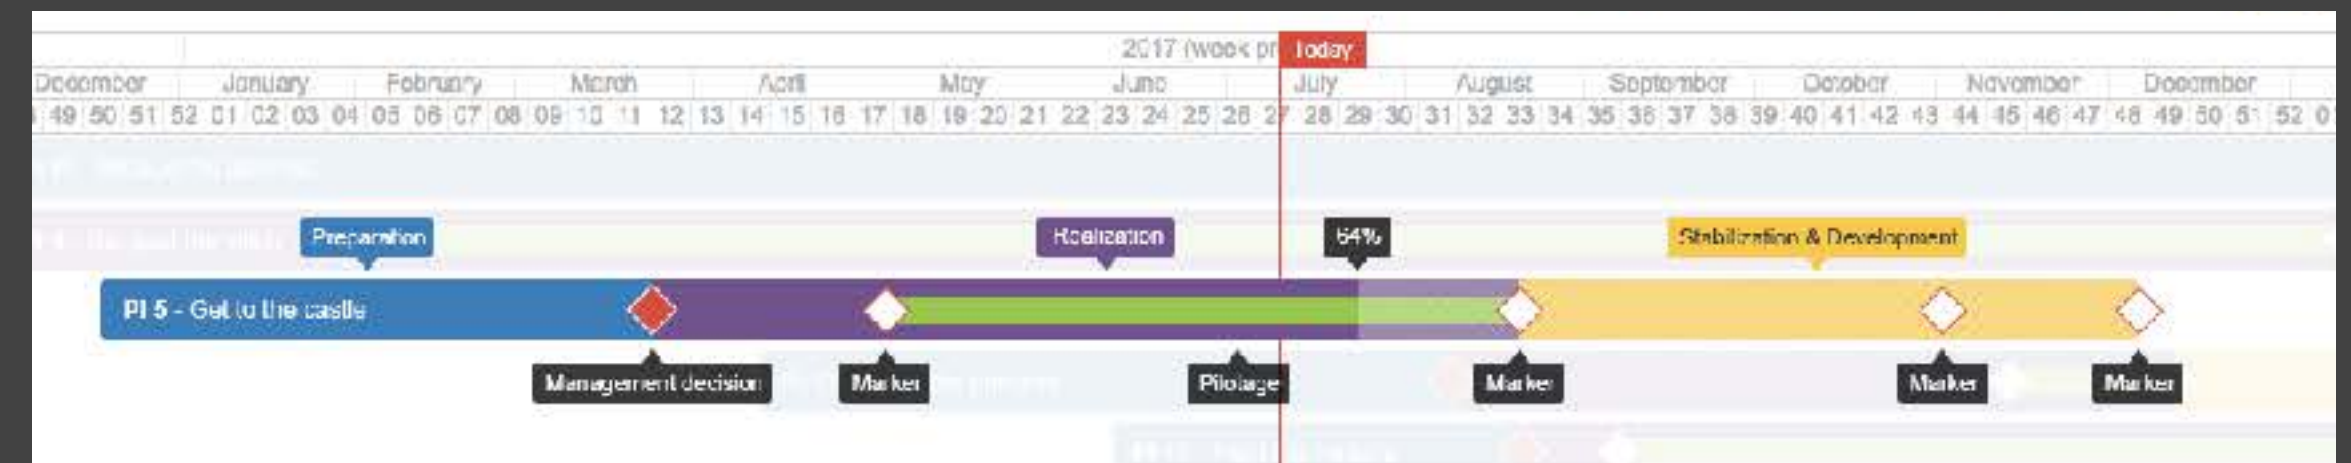 2017 (week pr
Today
December January February March April May June July August September October November December
49 50 51 52 01 02 03 04 05 06 07 08 09 10 11 12 13 14 15 16 17 18 19 20 21 22 23 24 25 26 27 28 29 30 31 32 33 34 35 36 37 38 39 40 41 42 43 44 45 46 47 48 49 50 51 52 0
Preparation Realization 64% Stabilization & Development
PI 5 - Get to the castle
Management decision Marker Pilotage Marker Marker Marker